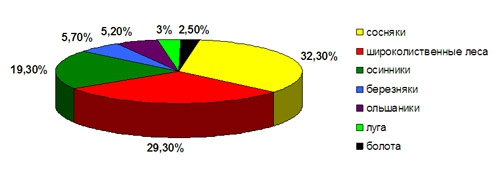 5,20% 3% 2,50%
5,70%
19,30%
32,30%
29,30%
сосняки
широколиственные леса
осинники
березняки
ольшаники
луга
болота